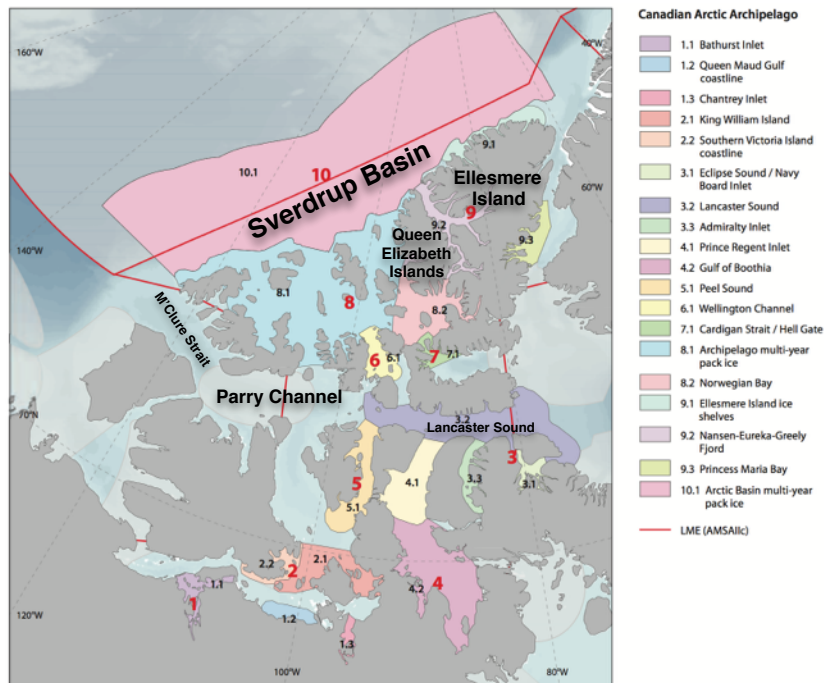 160°W
40°W
9.1
10.1
10
Sverdrup Basin
Ellesmere
Island
60°W
9
9.2
9.3
Queen
Elizabeth
Islands
140°W
8.1
8
8.2
M'Clure Strait
6
6.1
7
7.1
Parry Channel
70°N
3.2
Lancaster Sound
3
5
4.1
3.3
3.1
5.1
2.2
2
2.1
1.1
1
4.2
4
120°W
1.2
1.3
100°W
80°W
Canadian Arctic Archipelago
1.1 Bathurst Inlet
1.2 Queen Maud Gulf
coastline
1.3 Chantrey Inlet
2.1 King William Island
2.2 Southern Victoria Island
coastline
3.1 Eclipse Sound / Navy
Board Inlet
3.2 Lancaster Sound
3.3 Admiralty Inlet
4.1 Prince Regent Inlet
4.2 Gulf of Boothia
5.1 Peel Sound
6.1 Wellington Channel
7.1 Cardigan Strait / Hell Gate
8.1 Archipelago multi-year
pack ice
8.2 Norwegian Bay
9.1 Ellesmere Island ice
shelves
9.2 Nansen-Eureka-Greely
Fjord
9.3 Princess Maria Bay
10.1 Arctic Basin multi-year
pack ice
LME (AMSAIIc)